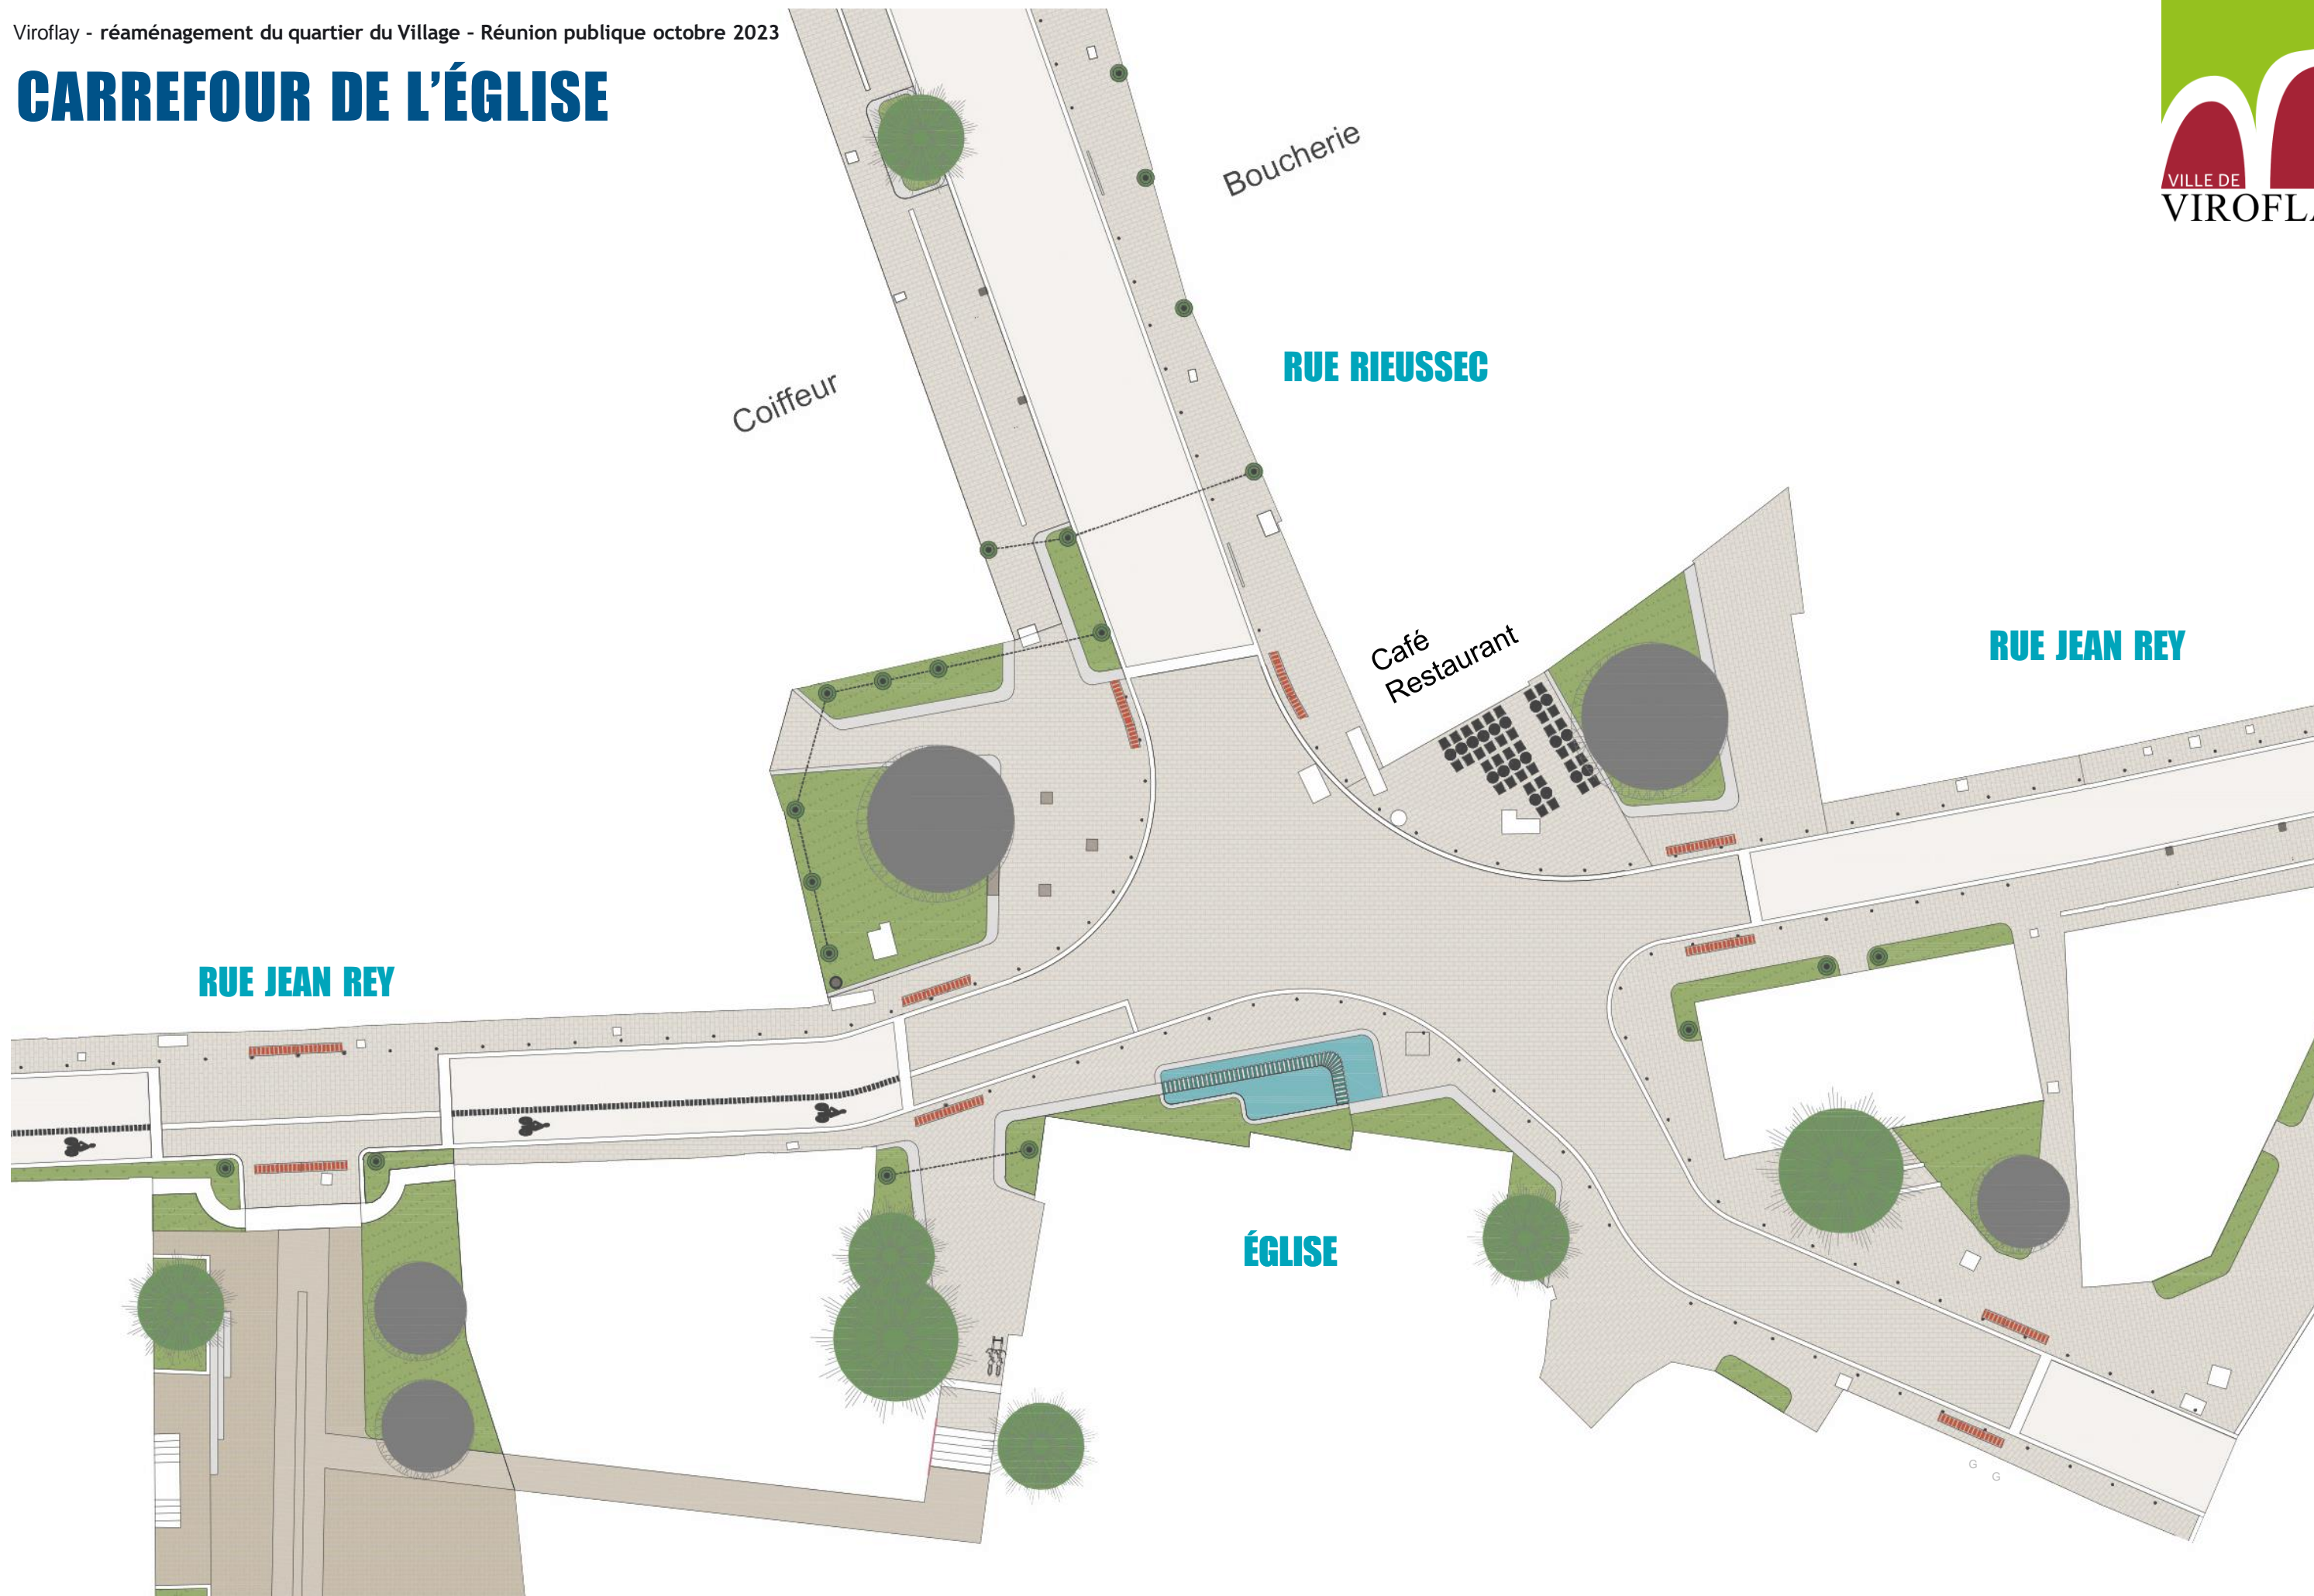 Viroflay - réaménagement du quartier du Village - Réunion publique octobre 2023
CARREFOUR DE L'ÉGLISE
VILLE DE
Boucherie
RUE RIEUSSEC
Coiffeur
Café
Restaurant
RUE JEAN REY
RUE JEAN REY
ÉGLISE
G
G